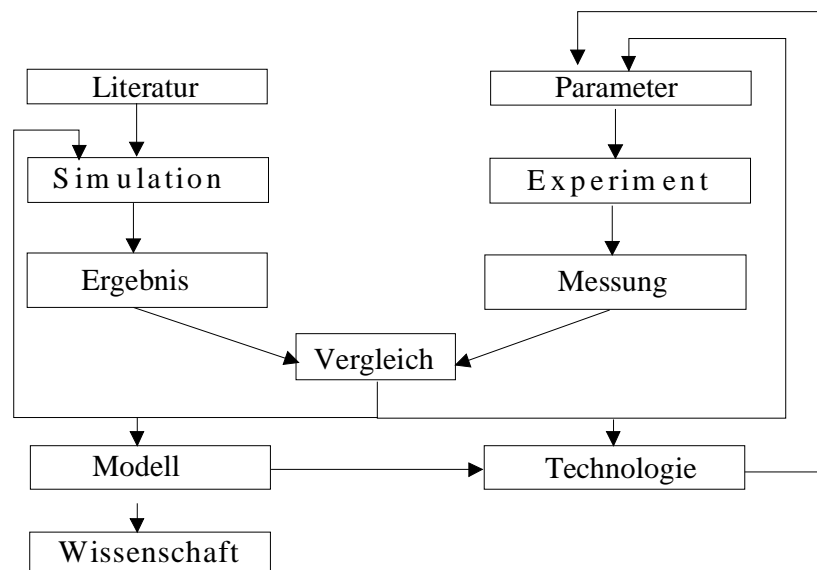 Literatur
Parameter
Simulation
Experiment
Ergebnis
Messung
Vergleich
Modell
Technologie
Wissenschaft